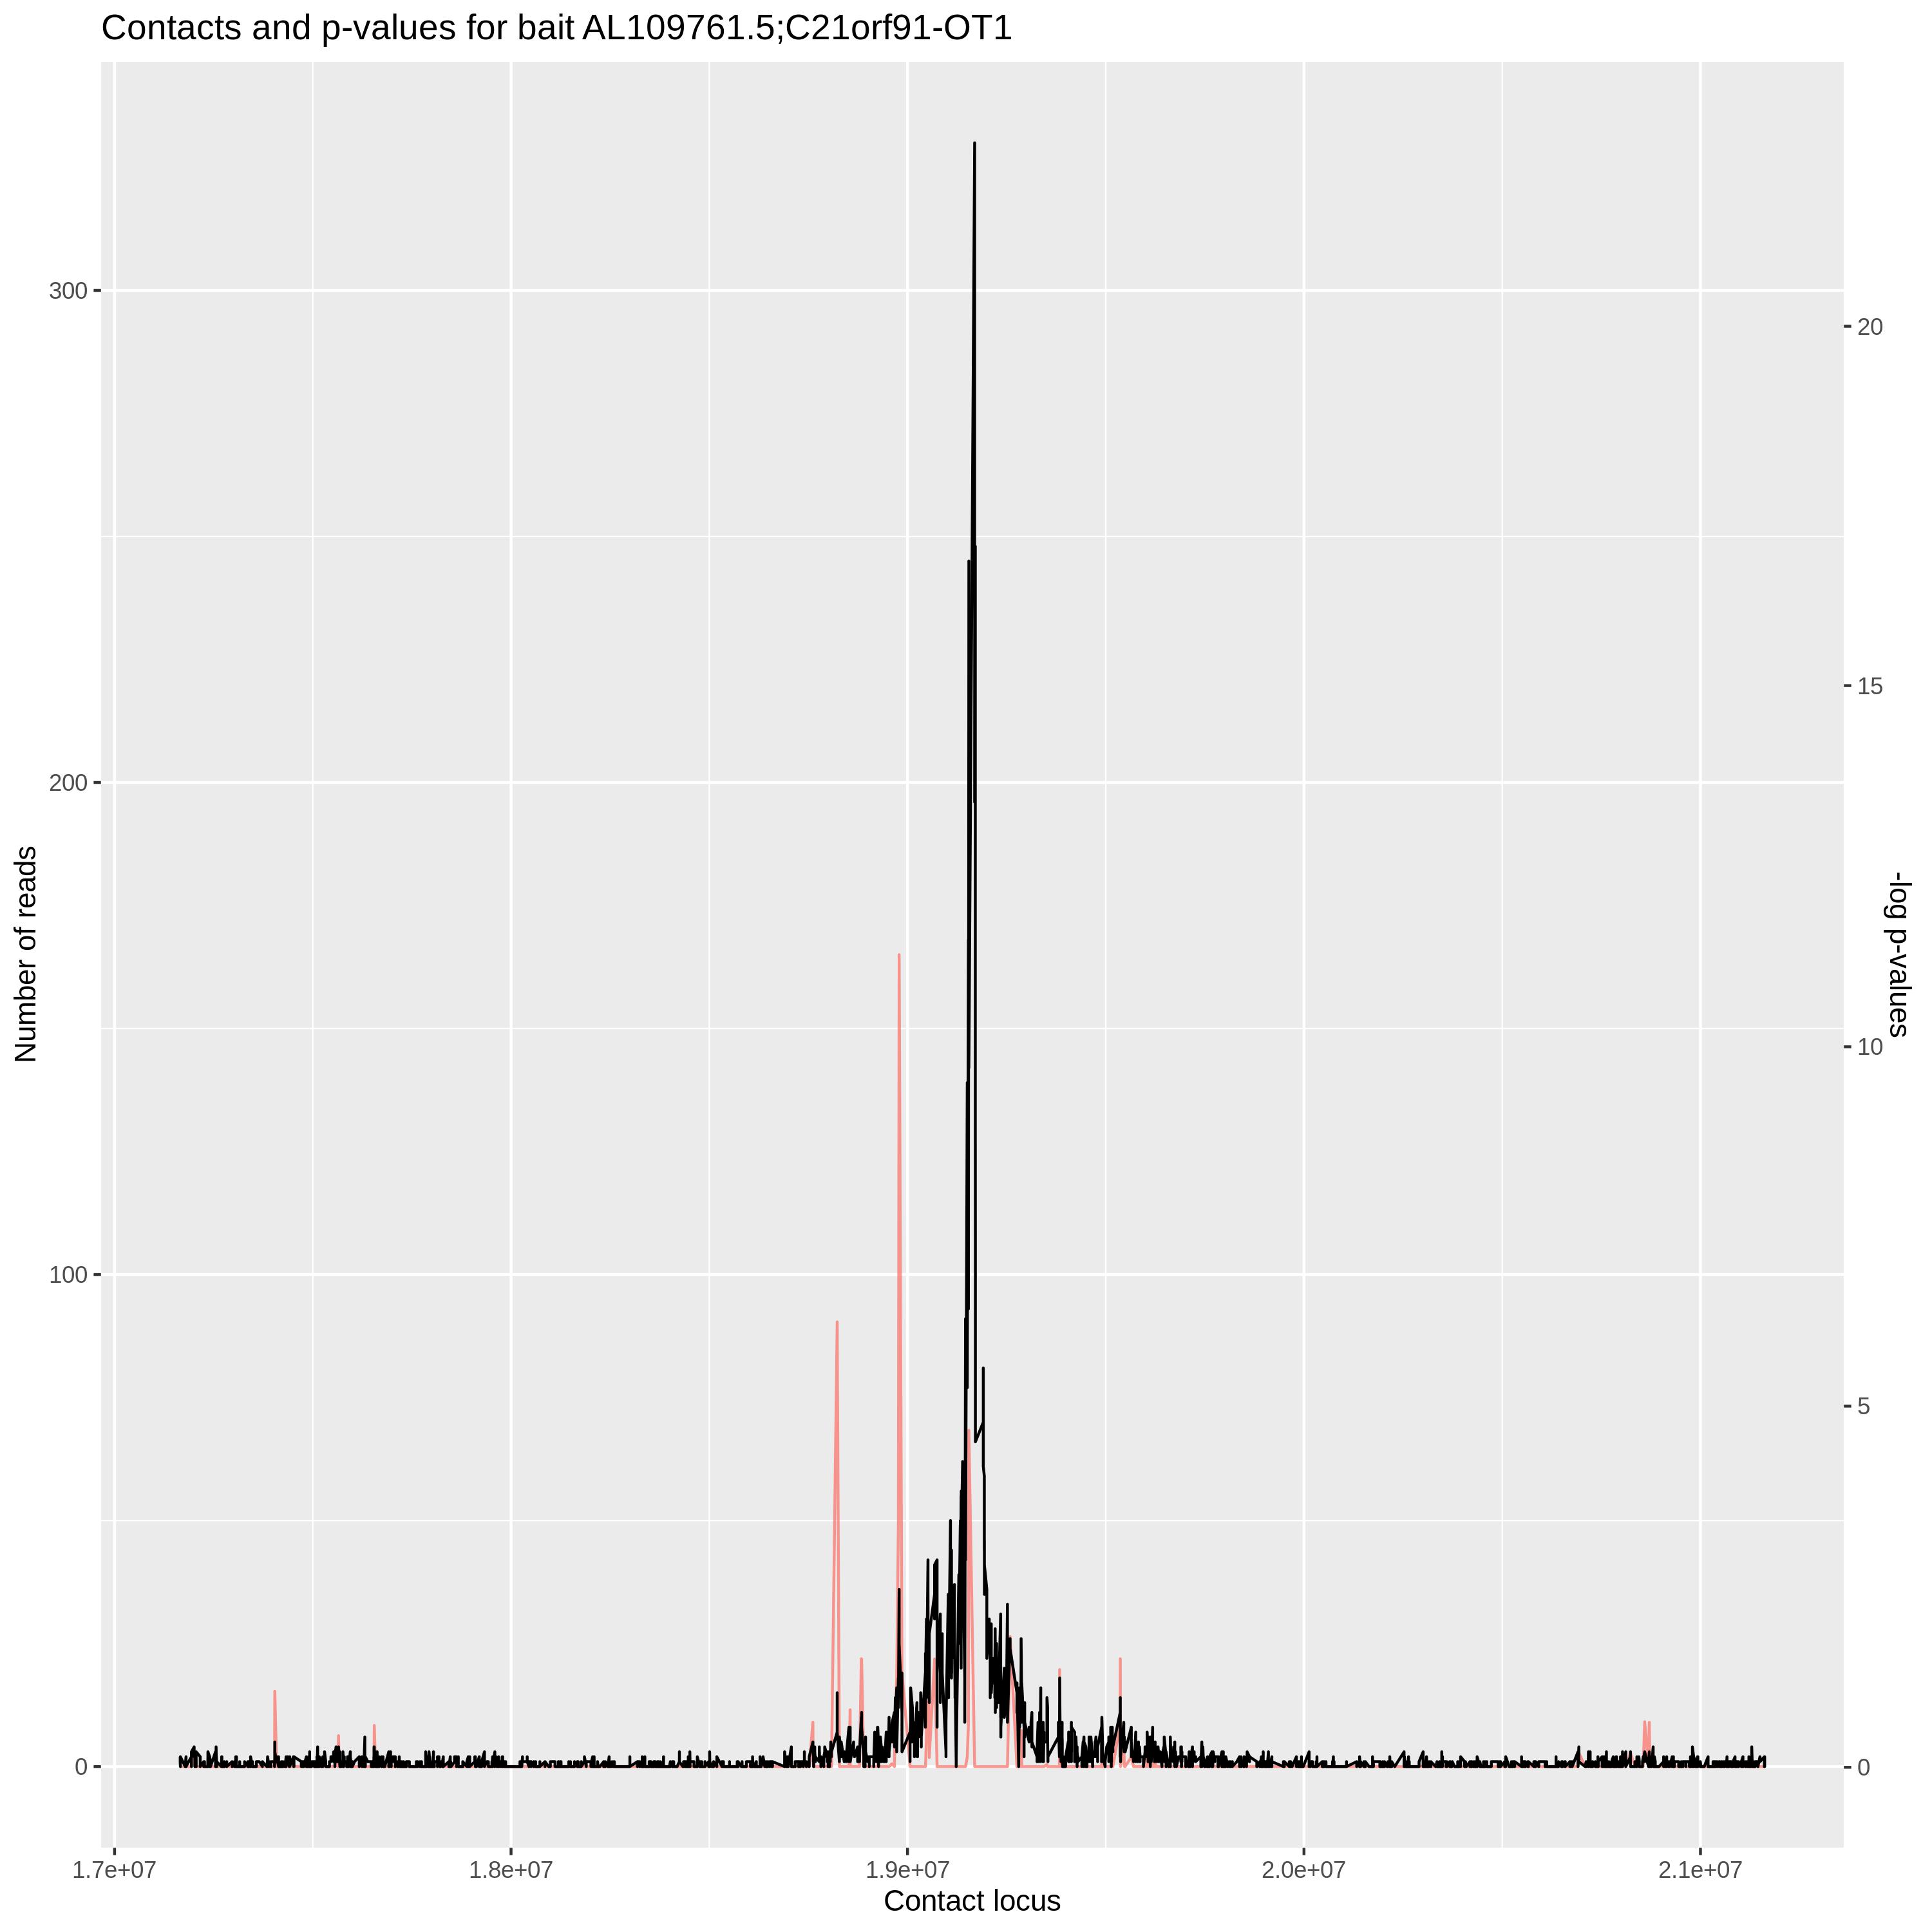 Contacts and p-values for bait AL109761.5;C21orf91-OT1
Number of reads
300
200
100
0
20
15
10
5
0
-log p-values
1.7e+07
1.8e+07
1.9e+07
2.0e+07
2.1e+07
Contact locus